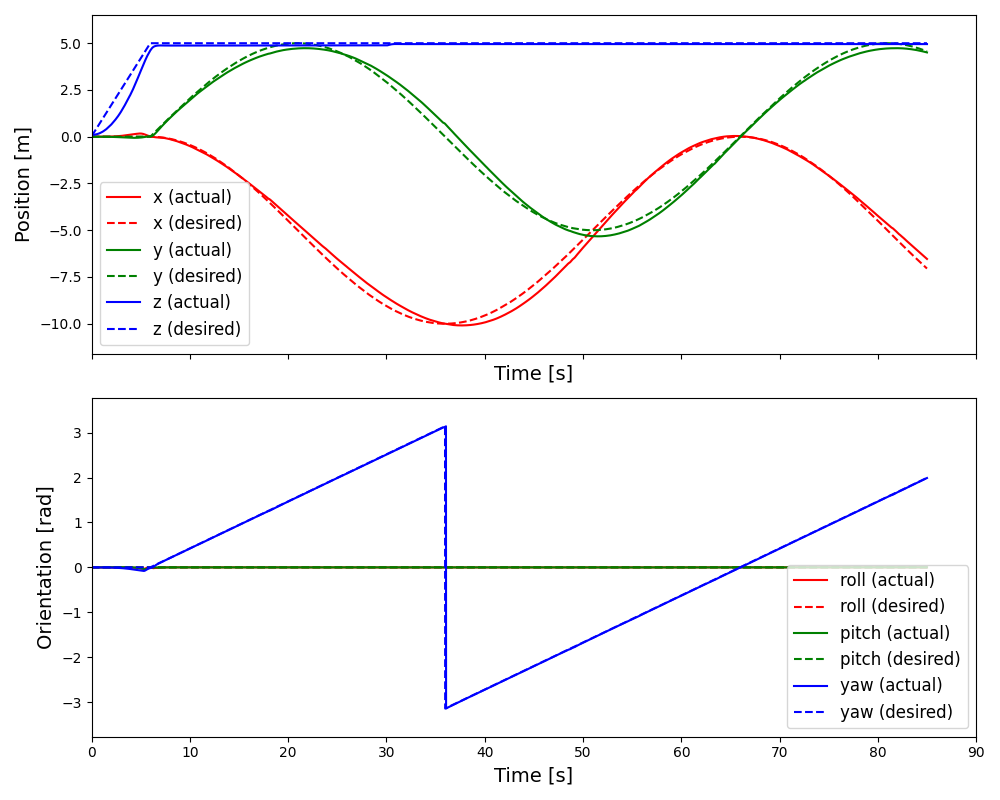 5.0
2.5
0.0
−2.5
−5.0
−7.5
−10.0
Position [m]
x (actual)
x (desired)
y (actual)
y (desired)
z (actual)
z (desired)
Time [s]
3
2
1
0
−1
−2
−3
Orientation [rad]
roll (actual)
roll (desired)
pitch (actual)
pitch (desired)
yaw (actual)
yaw (desired)
0 10 20 30 40 50 60 70 80 90
Time [s]